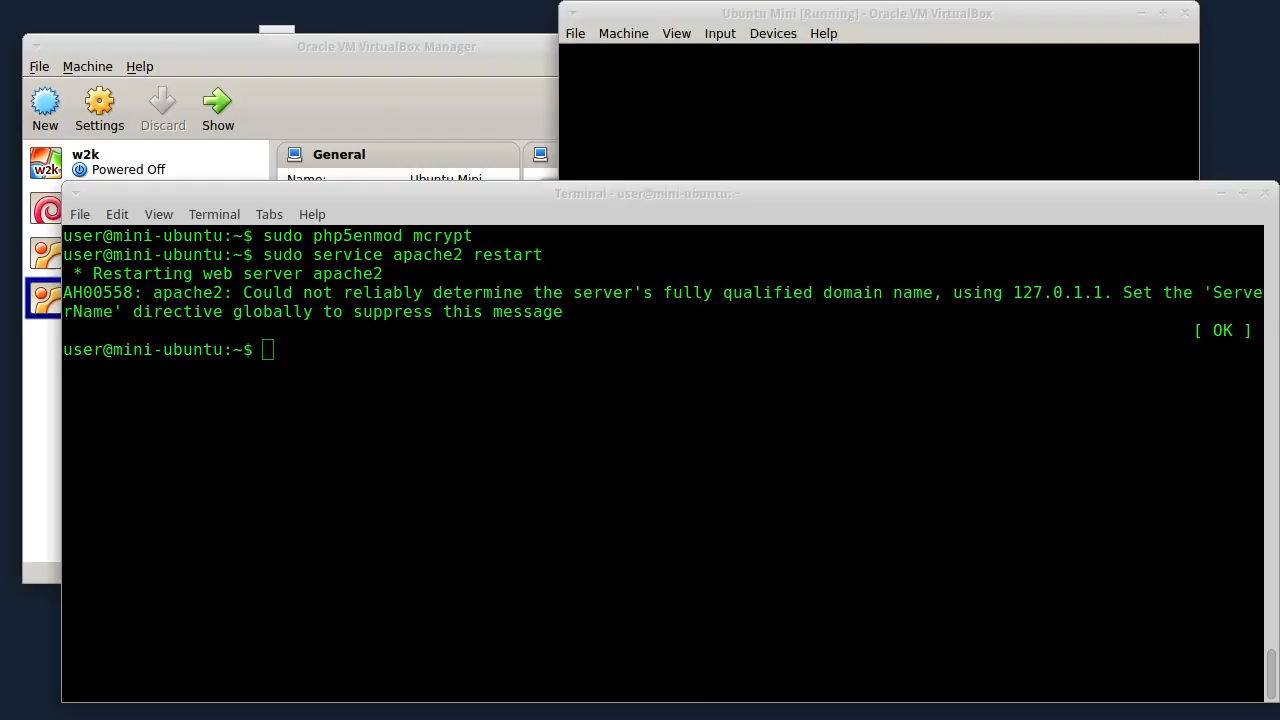 Ubuntu Mini [Running] - Oracle VM VirtualBox
File Machine View Input Devices Help
Oracle VM VirtualBox Manager
File Machine Help
New Settings Discard Show
w2k
w2k
Powered Off
General
Name: Ubuntu Mini
Terminal - user@mini-ubuntu: ~
File Edit View Terminal Tabs Help
user@mini-ubuntu:~$ sudo php5enmod mcrypt
user@mini-ubuntu:~$ sudo service apache2 restart
 * Restarting web server apache2
AH00558: apache2: Could not reliably determine the server's fully qualified domain name, using 127.0.1.1. Set the 'Serve
rName' directive globally to suppress this message
[ OK ]
user@mini-ubuntu:~$